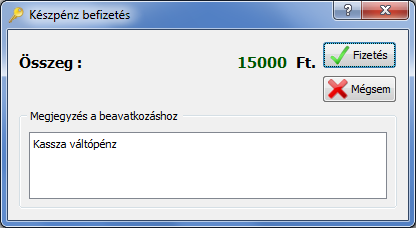 Készpénz befizetés
Összeg : 15000 Ft.
Fizetés
Mégsem
Megjegyzés a beavatkozáshoz
Kassza váltópénz